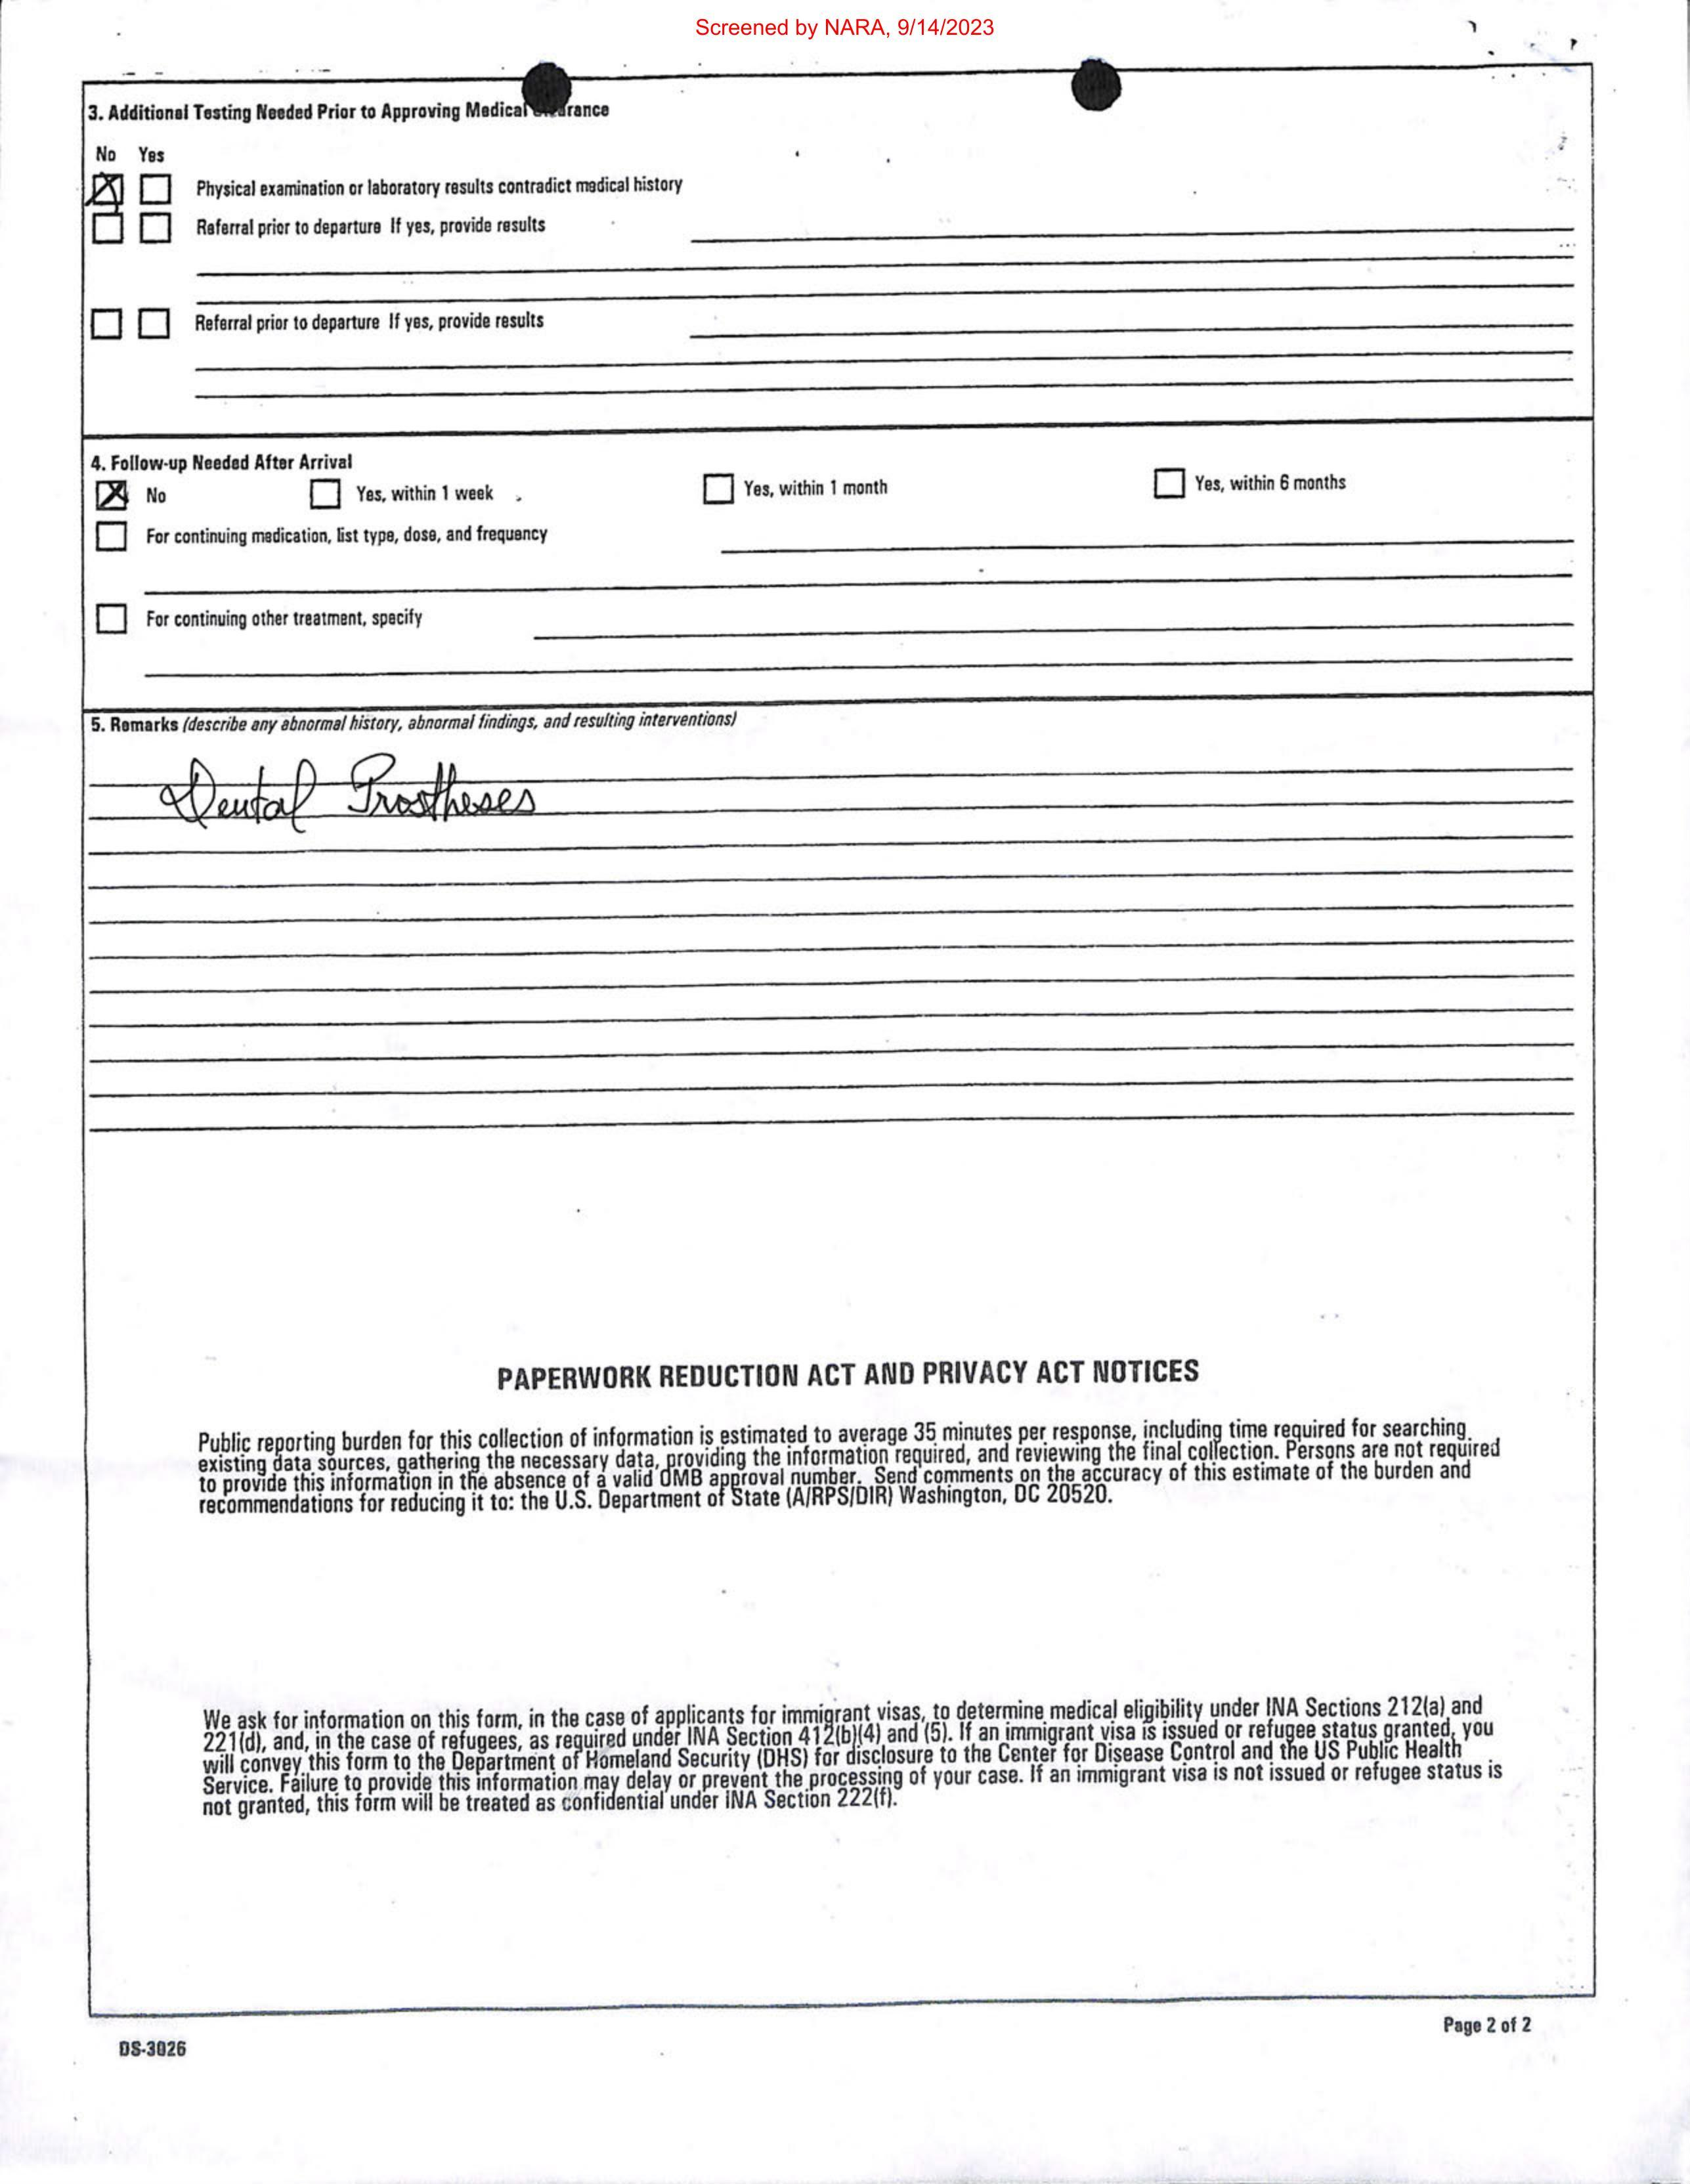 Screened by NARA, 9/14/2023
3. Additional Testing Needed Prior to Approving Medical
No Yes
Physical examination or laboratory results contradict medical history
Referral prior to departure If yes, provide results
Referral prior to departure If yes, provide results
4. Follow-up Needed After Arrival
No Yes, within 1 week Yes, within 1 month Yes, within 6 months
For continuing medication, list type, dose, and frequency
For continuing other treatment, specify
5. Remarks (describe any abnormal history, abnormal findings, and resulting interventions)
Dental Prostheses
PAPERWORK REDUCTION ACT AND PRIVACY ACT NOTICES
Public reporting burden for this collection of information is estimated to average 35 minutes per response, including time required for searching
existing data sources, gathering the necessary data, providing the information required, and reviewing the final collection. Persons are not required
to provide this information in the absence of a valid OMB approval number. Send comments on the accuracy of this estimate of the burden and
recommendations for reducing it to: the U.S. Department of State (A/RPS/DIR) Washington, DC 20520.
We ask for information on this form, in the case of applicants for immigrant visas, to determine medical eligibility under INA Sections 212(a) and
221(d), and, in the case of refugees, as required under INA Section 412(b)(4) and (5). If an immigrant visa is issued or refugee status granted, you
will convey this form to the Department of Homeland Security (DHS) for disclosure to the Center for Disease Control and the US Public Health
Service. Failure to provide this information may delay or prevent the processing of your case. If an immigrant visa is not issued or refugee status is
not granted, this form will be treated as confidential under INA Section 222(f).
Page 2 of 2
DS-3026